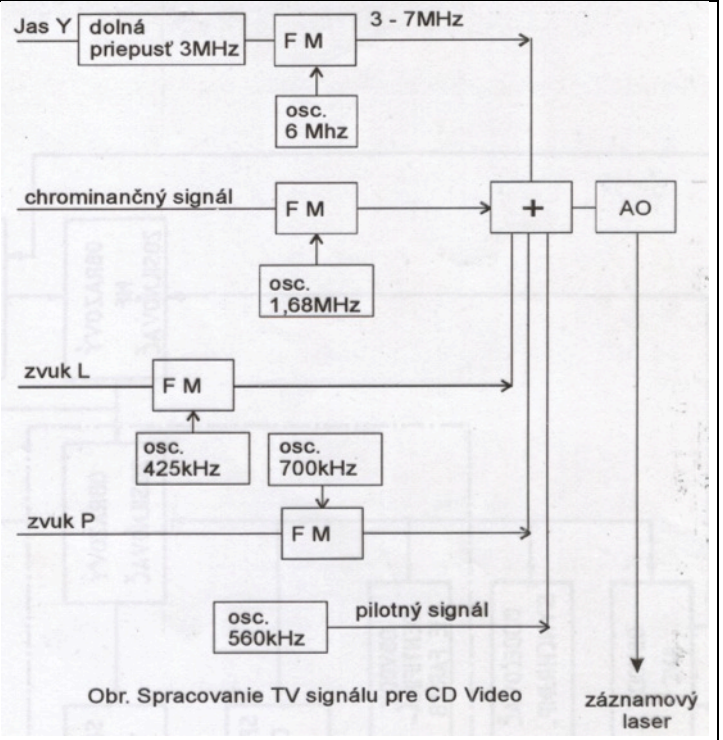 Jas Y
dolná
priepusť 3MHz
F M
3 - 7MHz
osc.
6 Mhz
chrominančný signál
F M
+
AO
osc.
1,68MHz
zvuk L
F M
osc.
425kHz
osc.
700kHz
zvuk P
F M
osc.
560kHz
pilotný signál
Obr. Spracovanie TV signálu pre CD Video
záznamový
laser